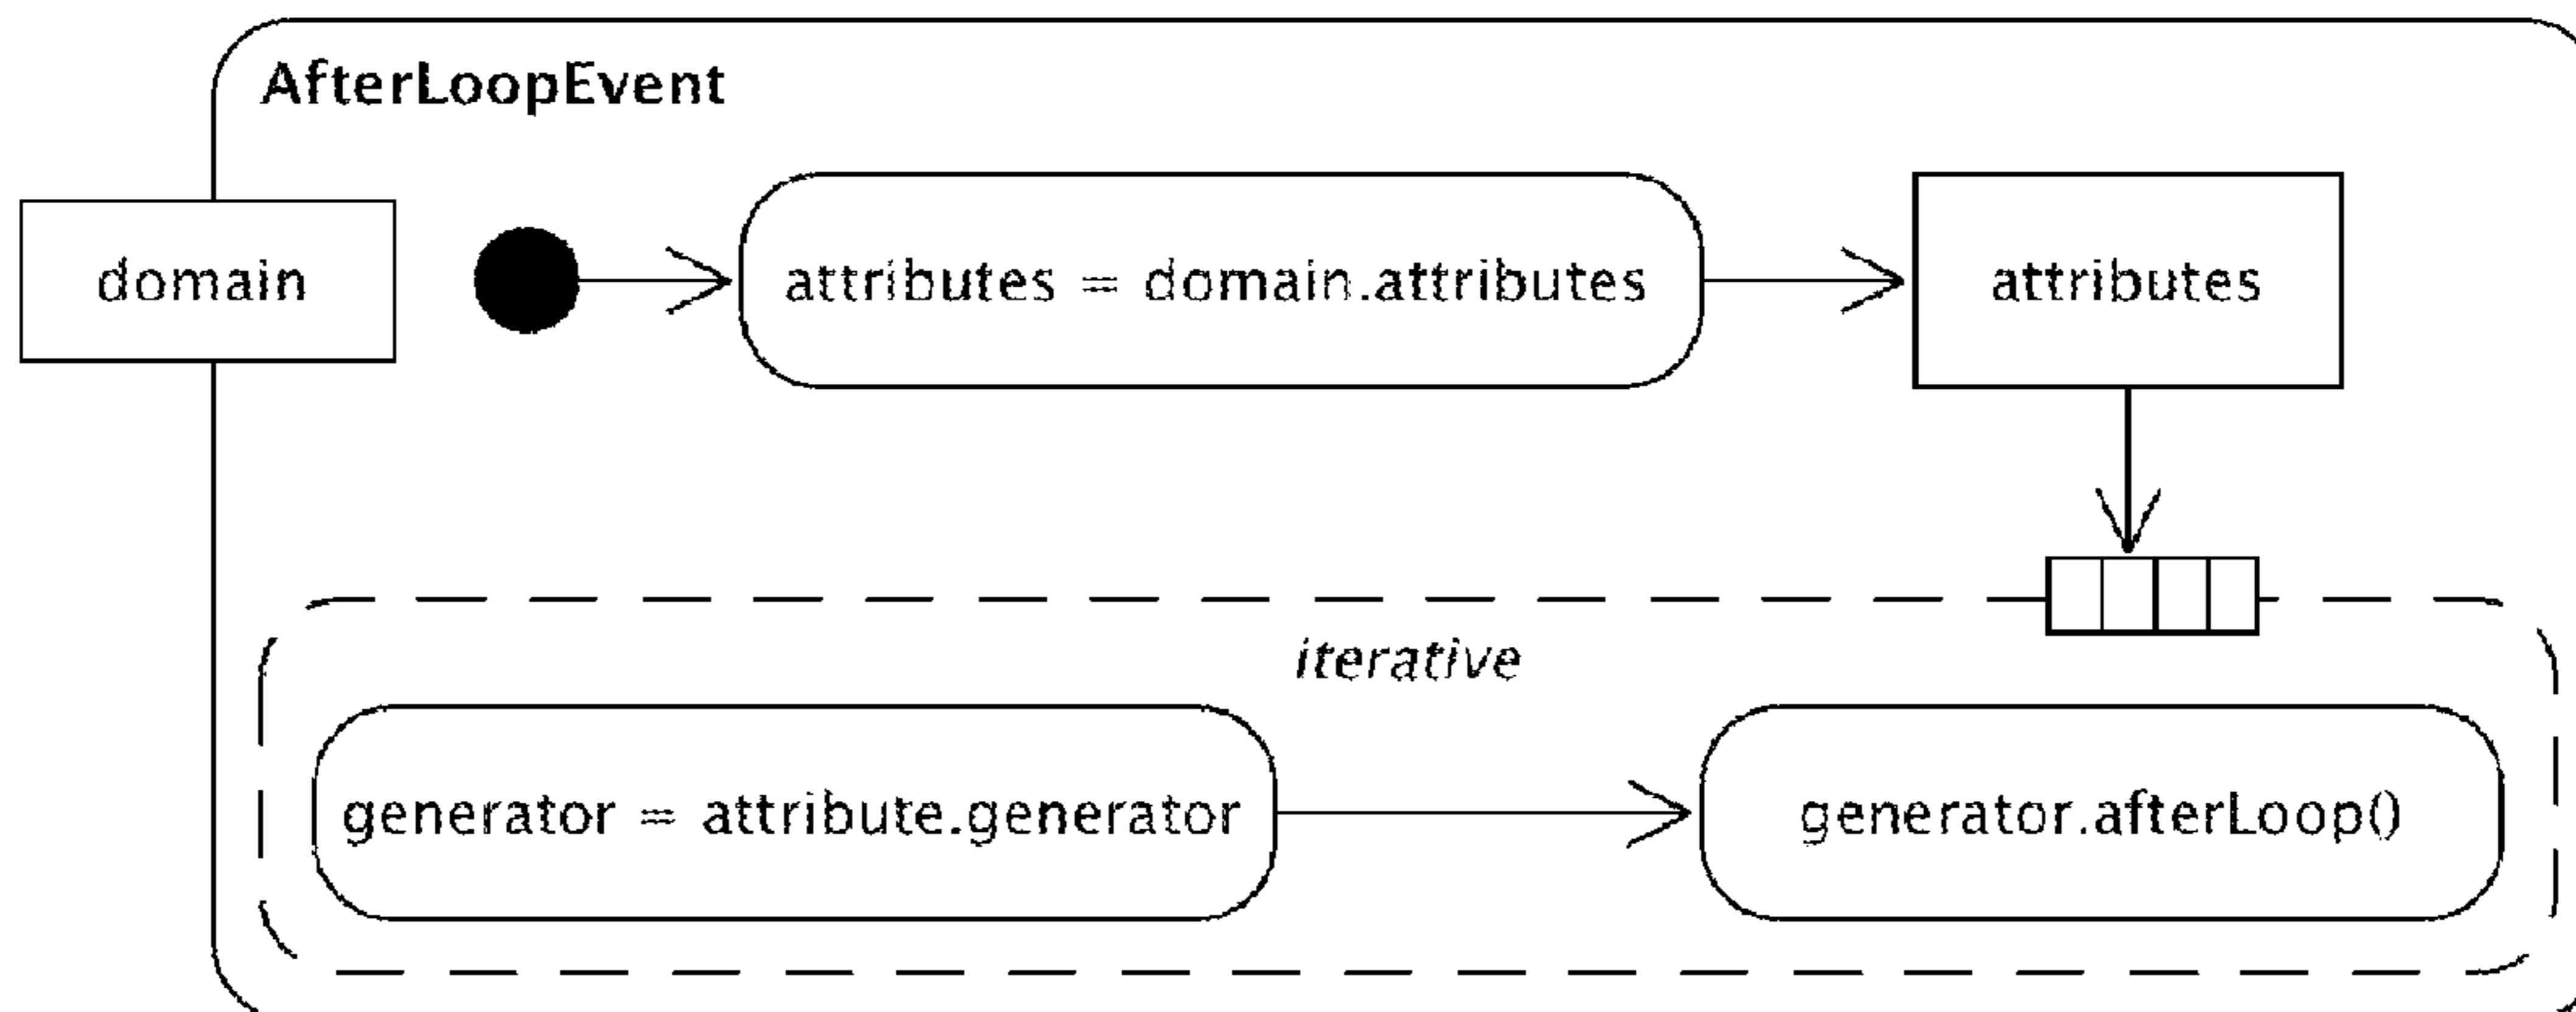 AfterLoopEvent
domain
attributes = domain.attributes
attributes
iterative
generator = attribute.generator
generator.afterLoop()